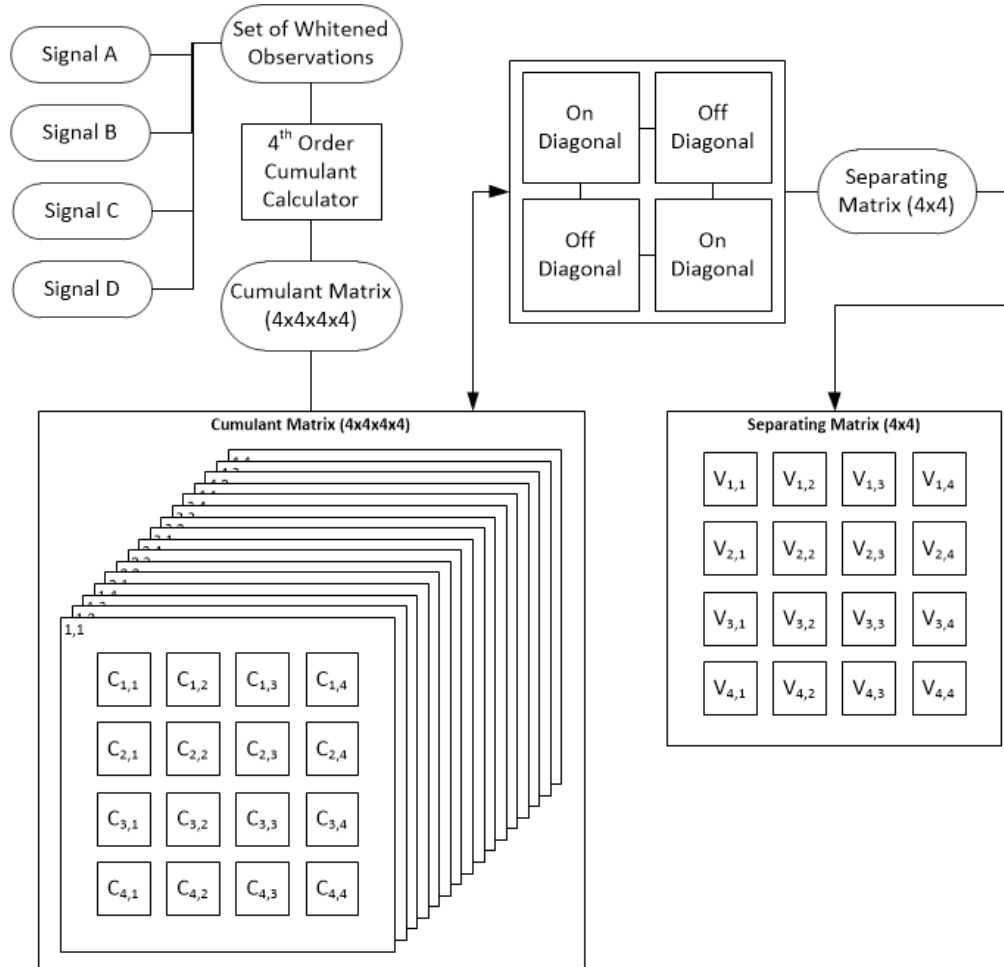 Signal A
Signal B
Signal C
Signal D
Set of Whitened
Observations
4th Order
Cumulant
Calculator
Cumulant Matrix
(4x4x4x4)
On
Diagonal
Off
Diagonal
Off
Diagonal
On
Diagonal
Separating
Matrix (4x4)
Cumulant Matrix (4x4x4x4)
1,1
C1,1 C1,2 C1,3 C1,4
C2,1 C2,2 C2,3 C2,4
C3,1 C3,2 C3,3 C3,4
C4,1 C4,2 C4,3 C4,4
Separating Matrix (4x4)
V1,1 V1,2 V1,3 V1,4
V2,1 V2,2 V2,3 V2,4
V3,1 V3,2 V3,3 V3,4
V4,1 V4,2 V4,3 V4,4